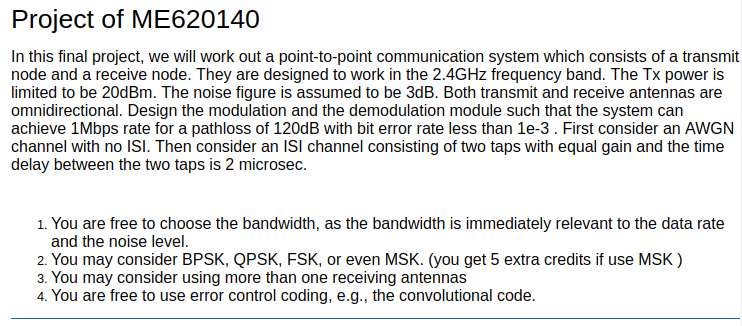 Project of ME620140
In this final project, we will work out a point-to-point communication system which consists of a transmit
node and a receive node. They are designed to work in the 2.4GHz frequency band. The Tx power is
limited to be 20dBm. The noise figure is assumed to be 3dB. Both transmit and receive antennas are
omnidirectional. Design the modulation and the demodulation module such that the system can
achieve 1Mbps rate for a pathloss of 120dB with bit error rate less than 1e-3 . First consider an AWGN
channel with no ISI. Then consider an ISI channel consisting of two taps with equal gain and the time
delay between the two taps is 2 microsec.
1. You are free to choose the bandwidth, as the bandwidth is immediately relevant to the data rate
and the noise level.
2. You may consider BPSK, QPSK, FSK, or even MSK. (you get 5 extra credits if use MSK )
3. You may consider using more than one receiving antennas
4. You are free to use error control coding, e.g., the convolutional code.